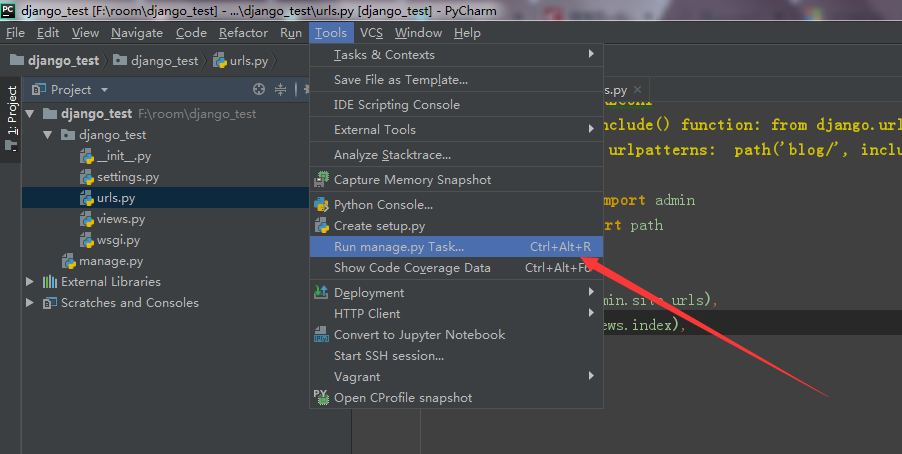 PC django_test [F:\room\django_test] - ...\django_test\urls.py [django_test] - PyCharm
File Edit View Navigate Code Refactor Run Tools VCS Window Help
django_test django_test urls.py
1: Project
Project
django_test F:\room\django_test
django_test
__init__.py
settings.py
urls.py
views.py
wsgi.py
manage.py
External Libraries
Scratches and Consoles
Tasks & Contexts
Save File as Template...
IDE Scripting Console
External Tools
Analyze Stacktrace...
Capture Memory Snapshot
Python Console...
Create setup.py
Run manage.py Task... Ctrl+Alt+R
Show Code Coverage Data Ctrl+Alt+F6
Deployment
HTTP Client
Convert to Jupyter Notebook
Start SSH session...
Vagrant
PY Open CProfile snapshot
s.py
nclude() function: from django.url
urlpatterns: path('blog/', inclu
mport admin
rt path
min.site.urls),
ews.index),